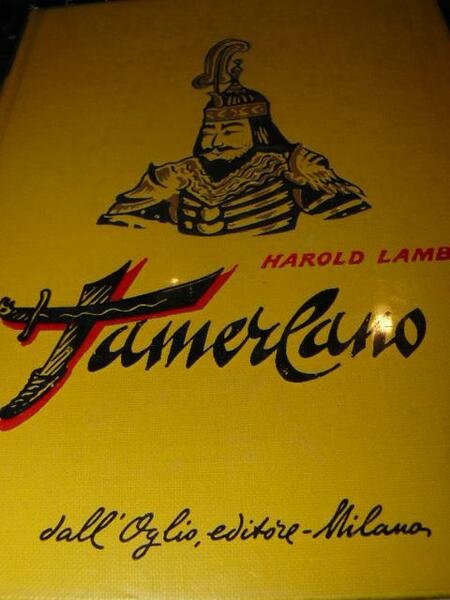 HAROLD LAMB
Tamerlano
dall'Oglio, editore - Milano